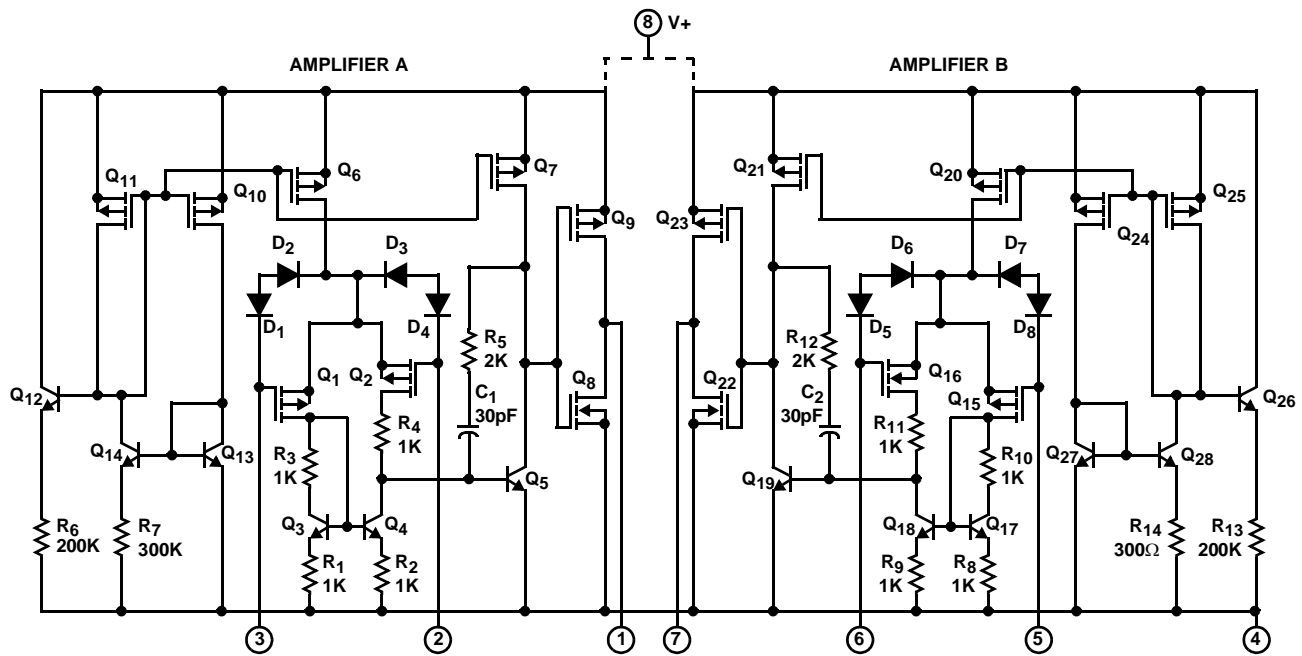 8 V+
AMPLIFIER A
AMPLIFIER B
Q11
Q10
Q6
Q7
Q9
Q21
Q23
Q20
Q24
Q25
D2
D3
D6
D7
D1
D4
D5
D8
R5
2K
R12
2K
Q12
Q1
Q2
C1
30pF
Q8
Q22
C2
30pF
Q16
Q15
Q26
R4
1K
R11
1K
Q14
Q13
R3
1K
Q5
Q19
R10
1K
Q27
Q28
Q3
Q4
Q18
Q17
R6
200K
R7
300K
R1
1K
R2
1K
R9
1K
R8
1K
R14
300Ω
R13
200K
3
2
1
7
6
5
4